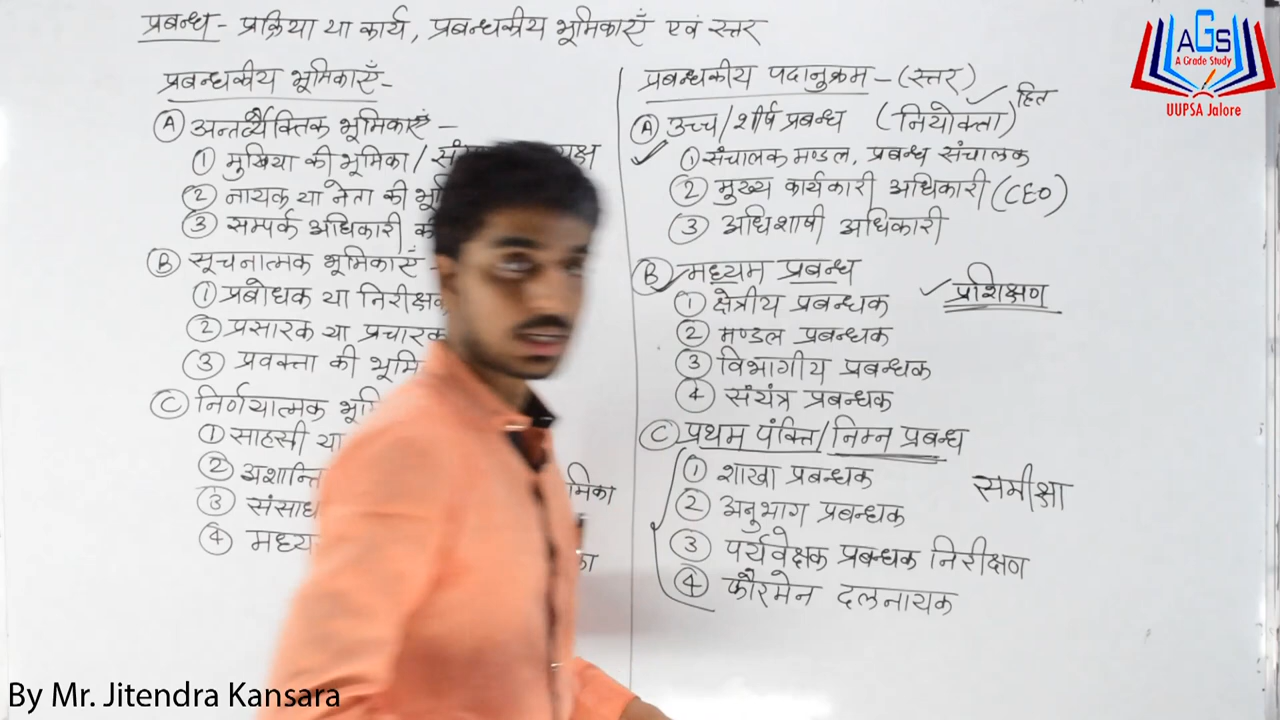 प्रबन्ध - प्रक्रिया या कार्य, प्रबन्धकीय भूमिकाएँ एवं स्तर
प्रबन्धकीय भूमिकाएँ -
(A) अन्तर्व्यैक्तिक भूमिकाएँ -
(1) मुखिया की भूमिका /
(2) नायक या नेता की
(3) सम्पर्क अधिकारी
(B) सूचनात्मक भूमिकाएँ -
(1) प्रबोधक या निरीक्षक
(2) प्रसारक या प्रचारक
(3) प्रवक्ता की
(C) निर्णयात्मक
(1) साहसी या
(2)
(3)
(4)
प्रबन्धकीय पदानुक्रम - (स्तर)
(A) उच्च / शीर्ष प्रबन्ध (नियोक्ता) हित
(1) संचालक मण्डल, प्रबन्ध संचालक
(2) मुख्य कार्यकारी अधिकारी (CEO)
(3) अधिशाषी अधिकारी
(B) मध्यम प्रबन्ध
प्रशिक्षण
(1) क्षेत्रीय प्रबन्धक
(2) मण्डल प्रबन्धक
(3) विभागीय प्रबन्धक
(4) संयंत्र प्रबन्धक
(C) प्रथम पंक्ति / निम्न प्रबन्ध
(1) शाखा प्रबन्धक
समीक्षा
(2) अनुभाग प्रबन्धक
(3) पर्यवेक्षक प्रबन्धक निरीक्षण
(4) फौरमेन दलनायक
AGS
A Grade Study
UUPSA Jalore
By Mr. Jitendra Kansara